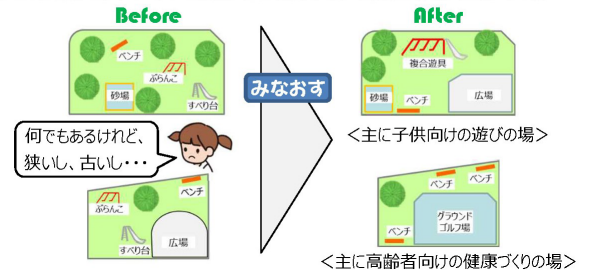 Before
After
ベンチ
ぶらんこ
砂場
すべり台
みなおす
複合遊具
砂場
ベンチ
広場
<主に子供向けの遊びの場>
何でもあるけれど、
狭いし、古いし・・・
ベンチ
ぶらんこ
すべり台
広場
ベンチ
ベンチ
グラウンド
ゴルフ場
ベンチ
<主に高齢者向けの健康づくりの場>